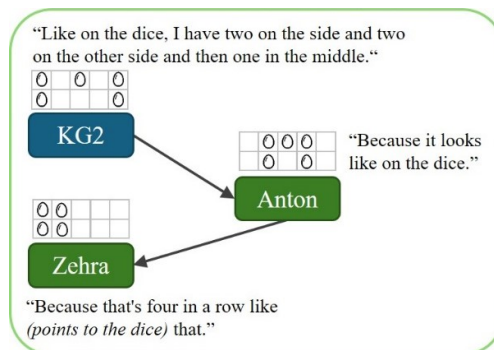 “Like on the dice, I have two on the side and two
on the other side and then one in the middle.“
KG2
“Because it looks
like on the dice.”
Anton
Zehra
“Because that's four in a row like
(points to the dice) that.”